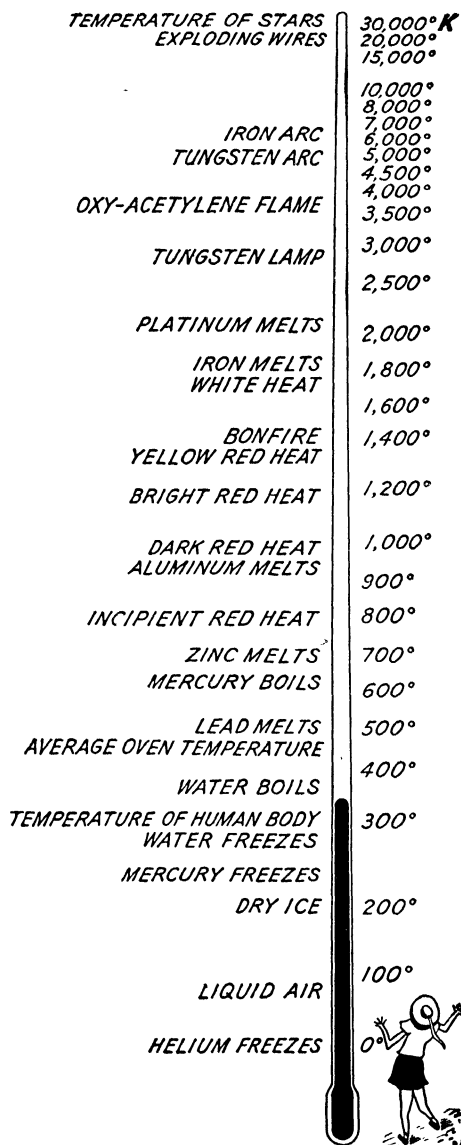 TEMPERATURE OF STARS 30,000° K
EXPLODING WIRES 20,000°
15,000°
10,000°
8,000°
7,000°
IRON ARC 6,000°
TUNGSTEN ARC 5,000°
4,500°
4,000°
OXY-ACETYLENE FLAME 3,500°
3,000°
TUNGSTEN LAMP
2,500°
PLATINUM MELTS 2,000°
IRON MELTS 1,800°
WHITE HEAT
1,600°
BONFIRE 1,400°
YELLOW RED HEAT
BRIGHT RED HEAT 1,200°
DARK RED HEAT 1,000°
ALUMINUM MELTS
900°
INCIPIENT RED HEAT 800°
ZINC MELTS 700°
MERCURY BOILS 600°
LEAD MELTS 500°
AVERAGE OVEN TEMPERATURE
400°
WATER BOILS
TEMPERATURE OF HUMAN BODY 300°
WATER FREEZES
MERCURY FREEZES
DRY ICE 200°
100°
LIQUID AIR
HELIUM FREEZES 0°